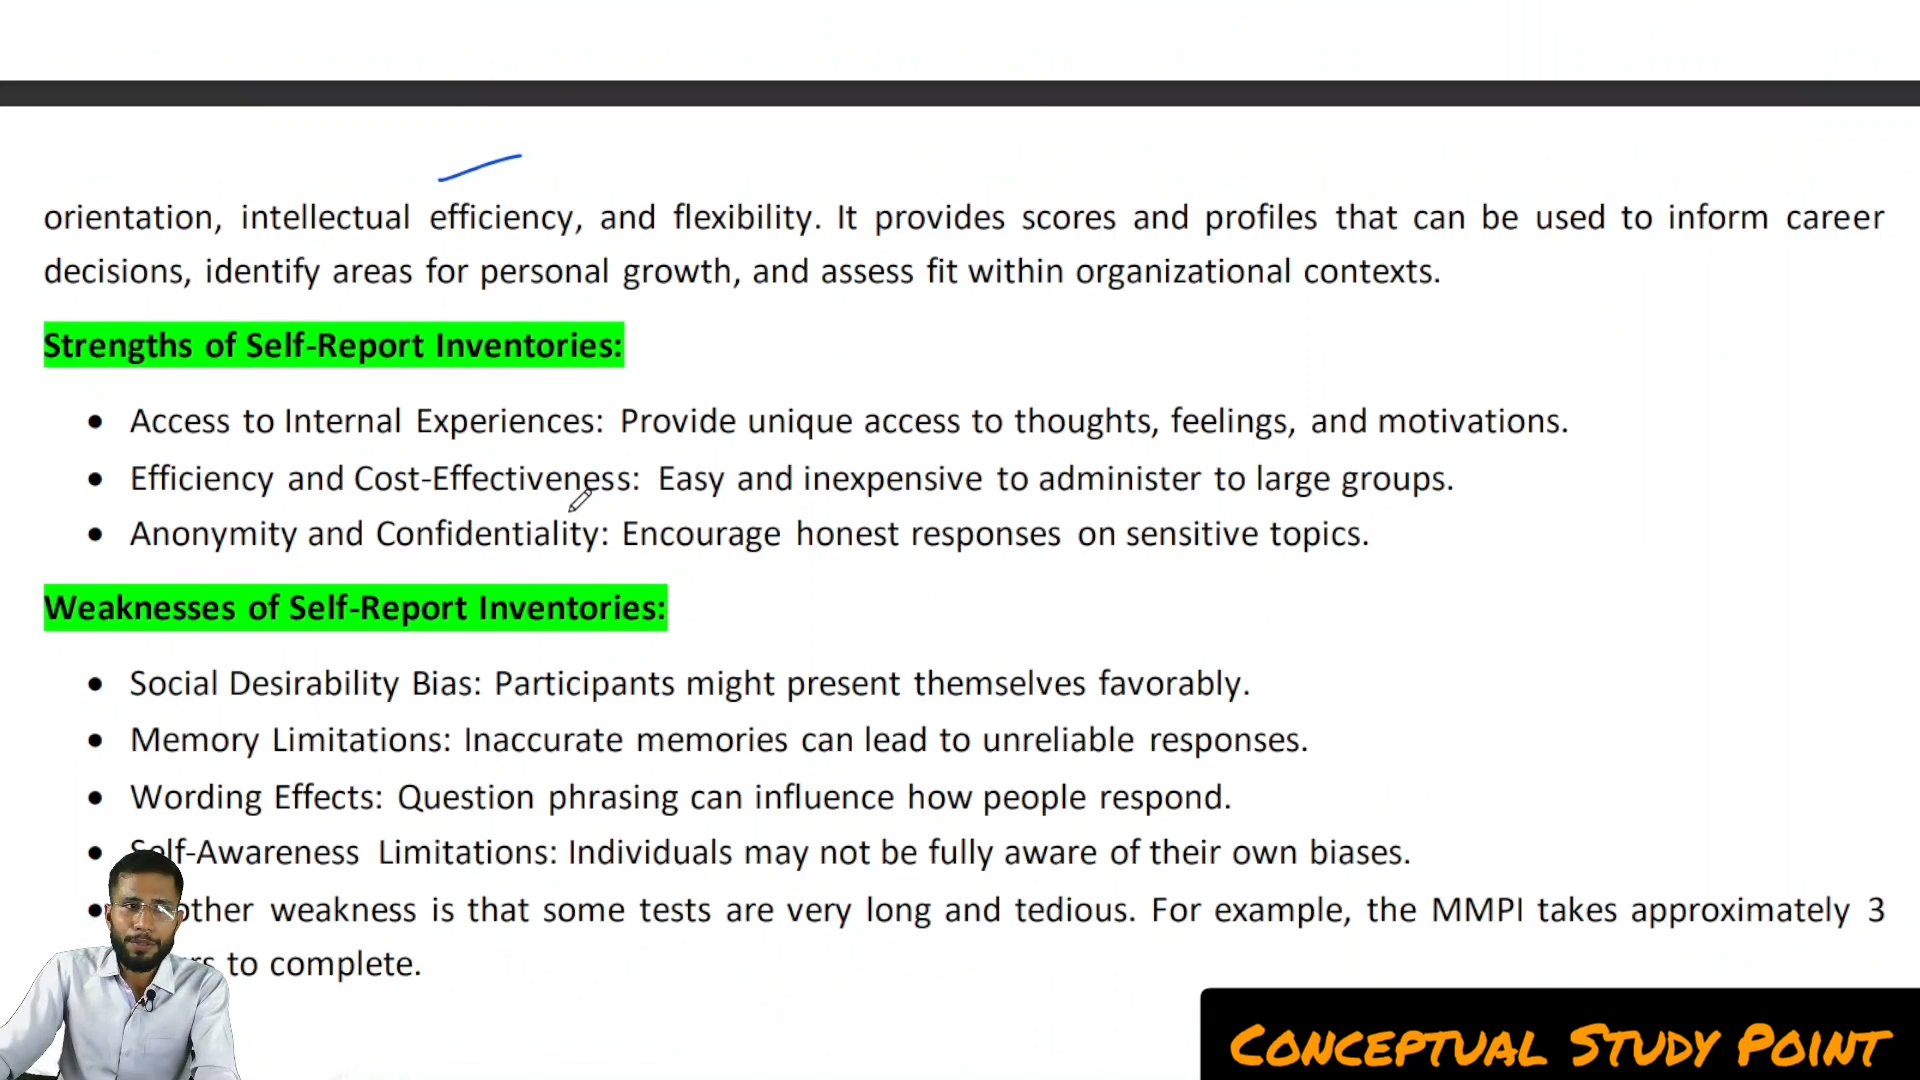 orientation, intellectual efficiency, and flexibility. It provides scores and profiles that can be used to inform career
decisions, identify areas for personal growth, and assess fit within organizational contexts.
Strengths of Self-Report Inventories:
• Access to Internal Experiences: Provide unique access to thoughts, feelings, and motivations.
• Efficiency and Cost-Effectiveness: Easy and inexpensive to administer to large groups.
• Anonymity and Confidentiality: Encourage honest responses on sensitive topics.
Weaknesses of Self-Report Inventories:
• Social Desirability Bias: Participants might present themselves favorably.
• Memory Limitations: Inaccurate memories can lead to unreliable responses.
• Wording Effects: Question phrasing can influence how people respond.
• Self-Awareness Limitations: Individuals may not be fully aware of their own biases.
• other weakness is that some tests are very long and tedious. For example, the MMPI takes approximately 3
to complete.
CONCEPTUAL STUDY POINT